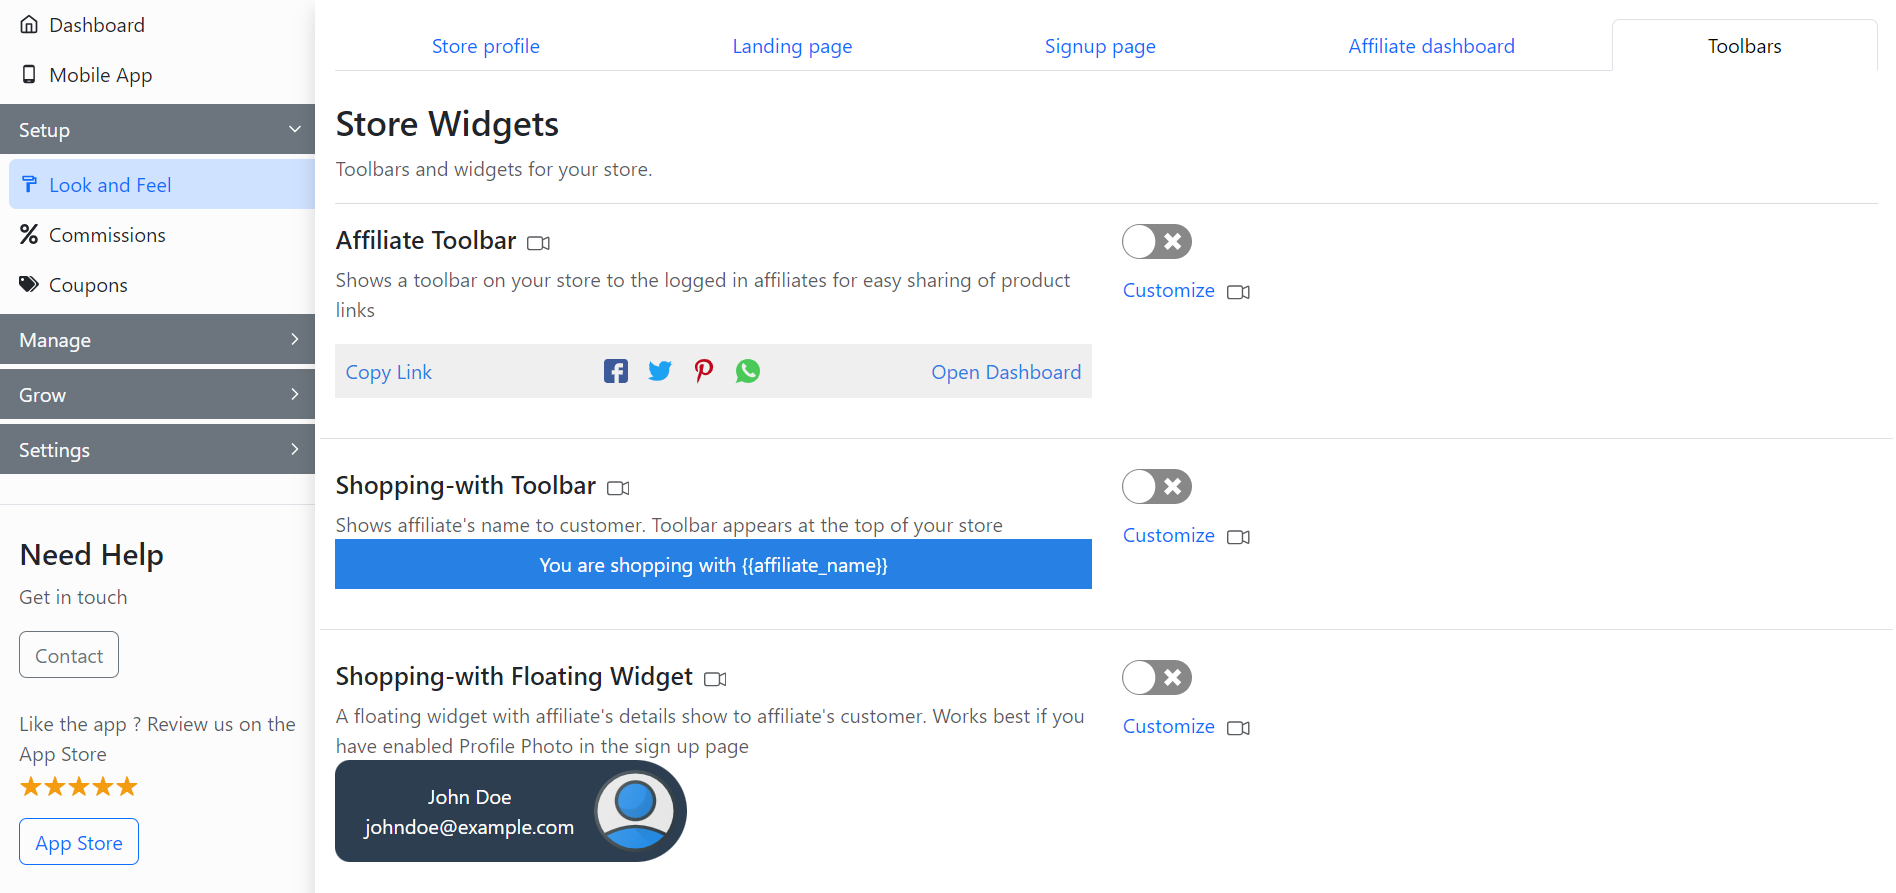 Dashboard
Mobile App
Setup
Look and Feel
Commissions
Coupons
Manage
Grow
Settings
Need Help
Get in touch
Contact
Like the app ? Review us on the
App Store
App Store
Store profile
Landing page
Signup page
Affiliate dashboard
Toolbars
Store Widgets
Toolbars and widgets for your store.
Affiliate Toolbar
Shows a toolbar on your store to the logged in affiliates for easy sharing of product
links
Customize
Copy Link
Open Dashboard
Shopping-with Toolbar
Shows affiliate's name to customer. Toolbar appears at the top of your store
Customize
You are shopping with {{affiliate_name}}
Shopping-with Floating Widget
A floating widget with affiliate's details show to affiliate's customer. Works best if you
have enabled Profile Photo in the sign up page
Customize
John Doe
johndoe@example.com